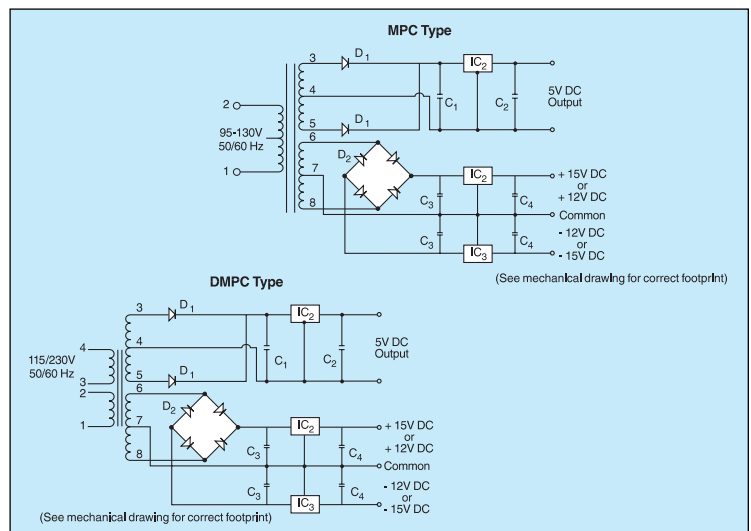 MPC Type
3
D1
IC2
4
C1
C2
5V DC
Output
2
95-130V
50/60 Hz
1
5
D1
6
D2
7
8
IC2
+ 15V DC
or
+ 12V DC
C3
C4
Common
C3
C4
- 12V DC
or
- 15V DC
IC3
(See mechanical drawing for correct footprint)
DMPC Type
3
D1
IC2
4
C1
C2
5V DC
Output
4
115/230V
50/60 Hz
3
2
1
5
D1
6
D2
7
8
IC2
+ 15V DC
or
+ 12V DC
C3
C4
Common
C3
C4
- 12V DC
or
- 15V DC
IC3
(See mechanical drawing for correct footprint)